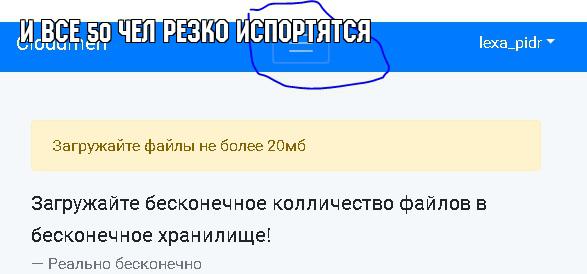 И ВСЕ 50 ЧЕЛ РЕЗКО ИСПОРТЯТСЯ
lexa_pidr
Загружайте файлы не более 20мб
Загружайте бесконечное колличество файлов в
бесконечное хранилище!
— Реально бесконечно